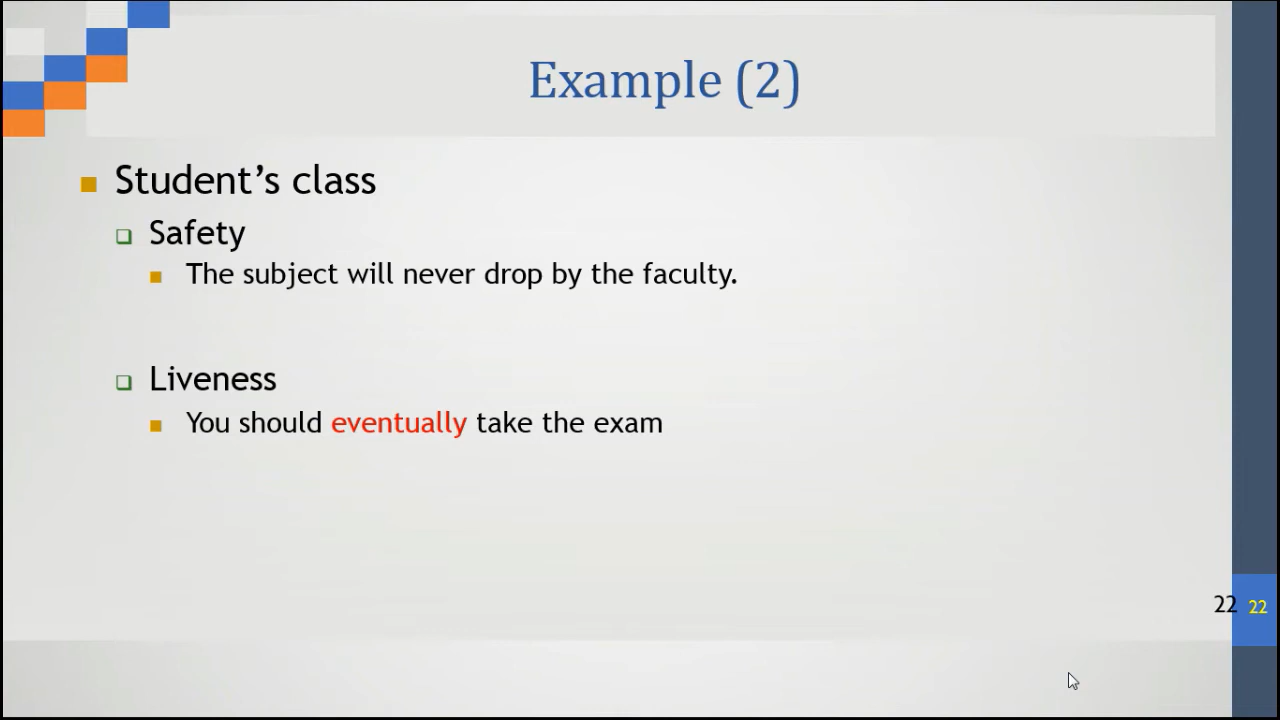 Example (2)
Student's class
Safety
The subject will never drop by the faculty.
Liveness
You should eventually take the exam
22 22